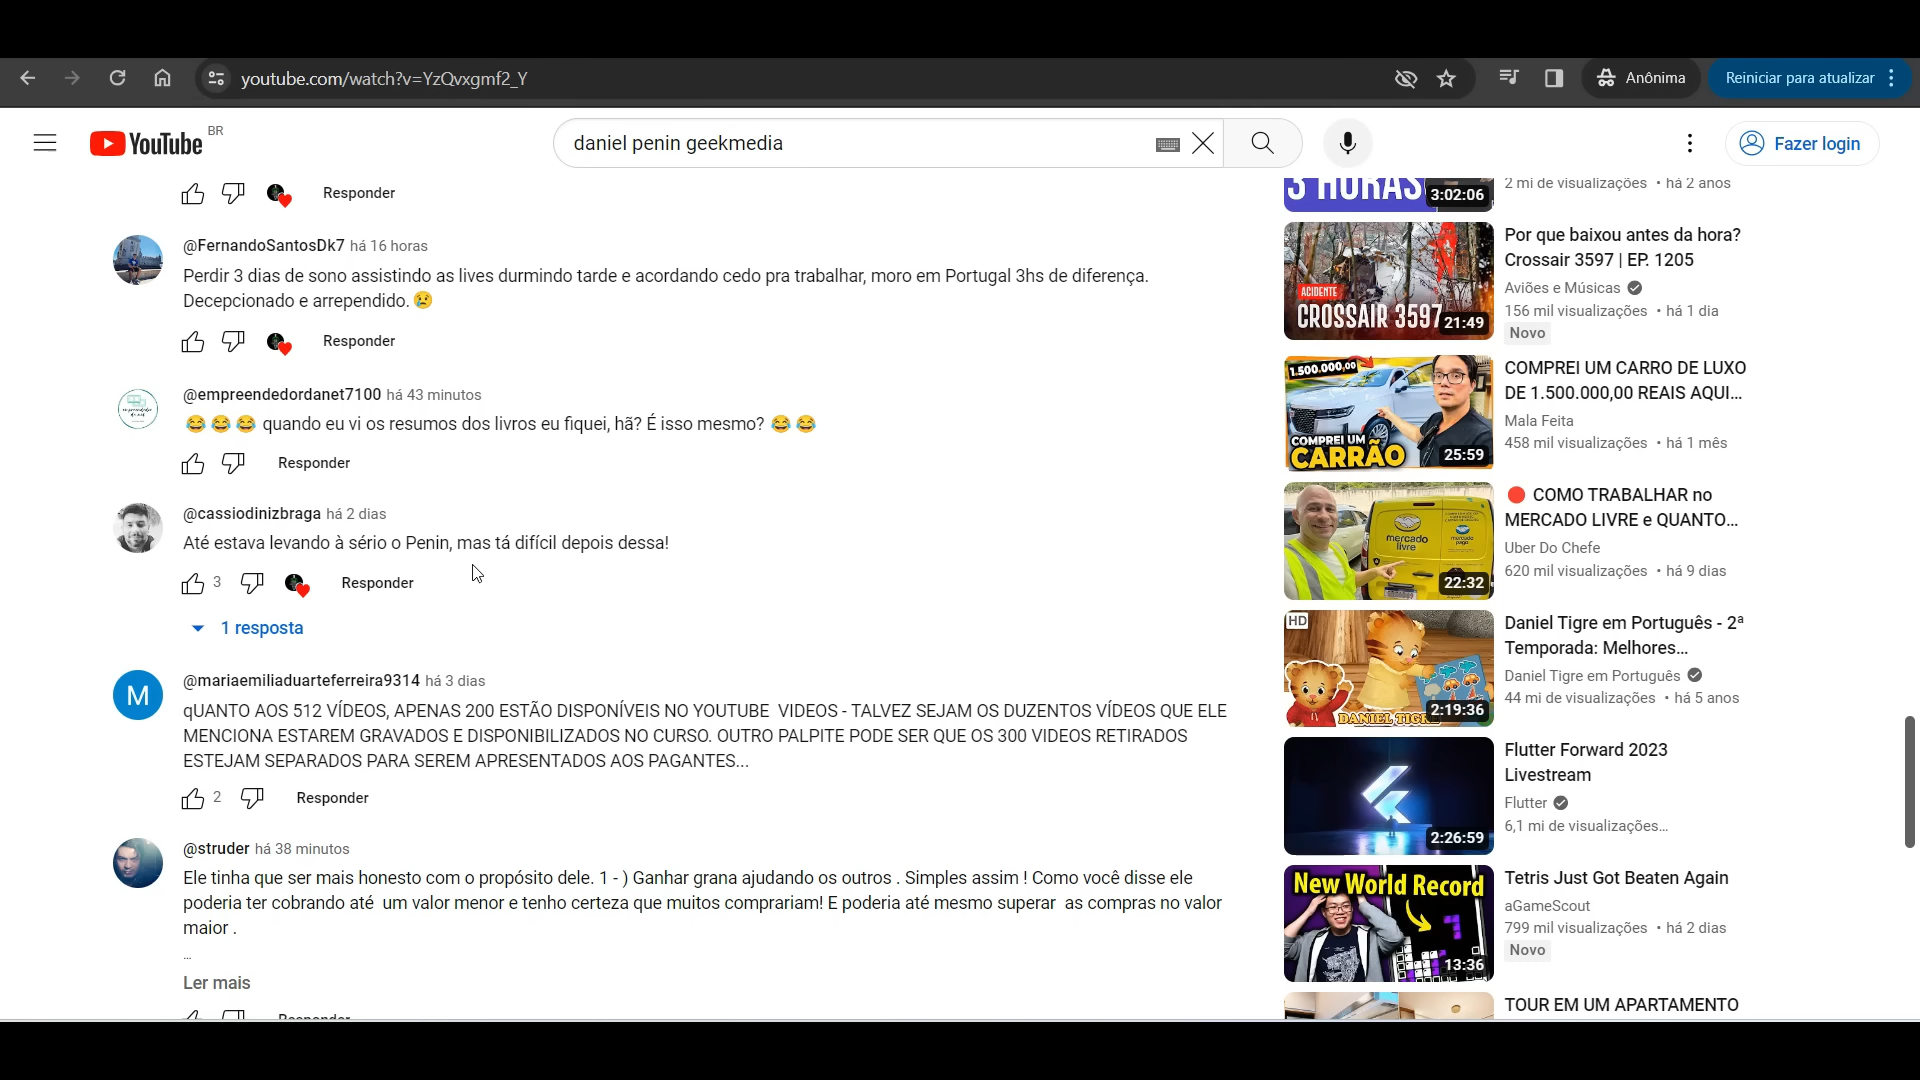 youtube.com/watch?v=YzQvxgmf2_Y
Anônima
Reiniciar para atualizar
YouTube
BR
daniel penin geekmedia
Fazer login
Responder
@FernandoSantosDk7 há 16 horas
Perdir 3 dias de sono assistindo as lives durmindo tarde e acordando cedo pra trabalhar, moro em Portugal 3hs de diferença.
Decepcionado e arrependido. 😢
Responder
@empreendedordanet7100 há 43 minutos
😂😂😂 quando eu vi os resumos dos livros eu fiquei, hã? É isso mesmo? 😂😂
Responder
@cassiodinizbraga há 2 dias
Até estava levando à sério o Penin, mas tá difícil depois dessa!
3
Responder
1 resposta
M
@mariaemiliaduarteferreira9314 há 3 dias
qUANTO AOS 512 VÍDEOS, APENAS 200 ESTÃO DISPONÍVEIS NO YOUTUBE VIDEOS - TALVEZ SEJAM OS DUZENTOS VÍDEOS QUE ELE
MENCIONA ESTAREM GRAVADOS E DISPONIBILIZADOS NO CURSO. OUTRO PALPITE PODE SER QUE OS 300 VIDEOS RETIRADOS
ESTEJAM SEPARADOS PARA SEREM APRESENTADOS AOS PAGANTES...
2
Responder
@struder há 38 minutos
Ele tinha que ser mais honesto com o propósito dele. 1 - ) Ganhar grana ajudando os outros . Simples assim ! Como você disse ele
poderia ter cobrando até um valor menor e tenho certeza que muitos comprariam! E poderia até mesmo superar as compras no valor
maior .
...
Ler mais
Responder
3 HORAS
3:02:06
2 mi de visualizações • há 2 anos
ACIDENTE
CROSSAIR 3597
21:49
Por que baixou antes da hora?
Crossair 3597 | EP. 1205
Aviões e Músicas
156 mil visualizações • há 1 dia
Novo
1.500.000,00
COMPREI UM
CARRÃO
25:59
COMPREI UM CARRO DE LUXO
DE 1.500.000,00 REAIS AQUI...
Mala Feita
458 mil visualizações • há 1 mês
mercado
livre
mercado
pago
22:32
🔴 COMO TRABALHAR no
MERCADO LIVRE e QUANTO...
Uber Do Chefe
620 mil visualizações • há 9 dias
HD
DANIEL TIGRE
2:19:36
Daniel Tigre em Português - 2ª
Temporada: Melhores...
Daniel Tigre em Português
44 mi de visualizações • há 5 anos
2:26:59
Flutter Forward 2023
Livestream
Flutter
6,1 mi de visualizações...
New World Record
13:36
Tetris Just Got Beaten Again
aGameScout
799 mil visualizações • há 2 dias
Novo
TOUR EM UM APARTAMENTO